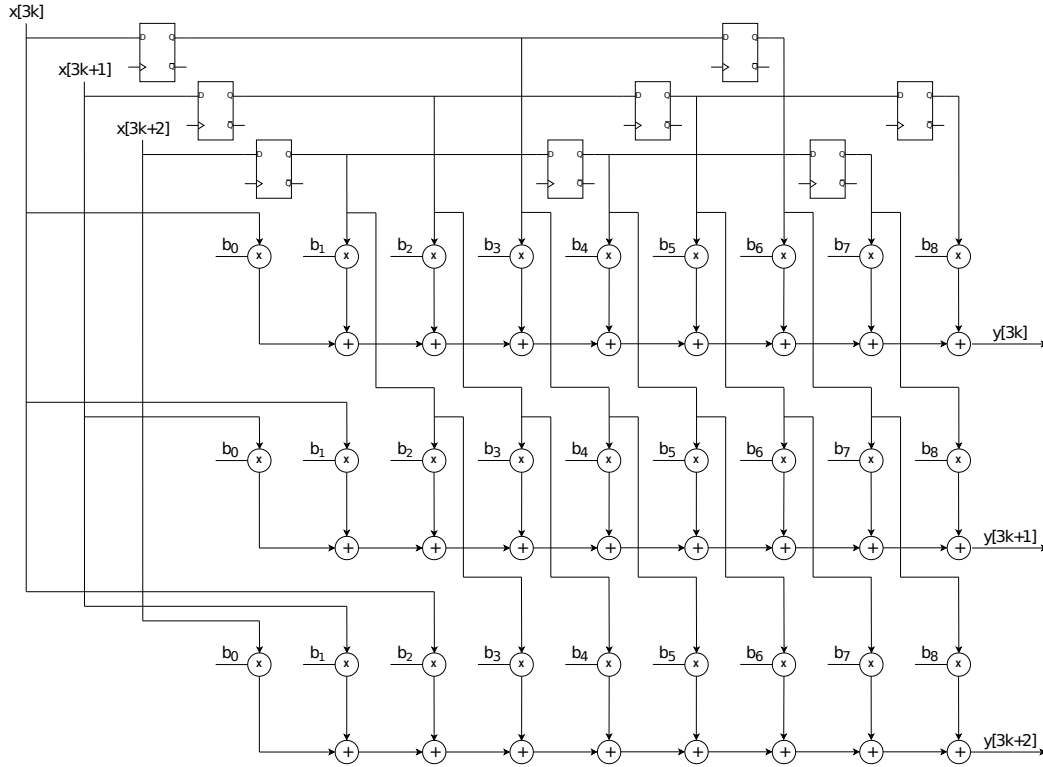 x[3k]
D Q
Q
D Q
Q
x[3k+1]
D Q
Q
D Q
Q
D Q
Q
x[3k+2]
D Q
Q
D Q
Q
D Q
Q
b0 b1 b2 b3 b4 b5 b6 b7 b8
x x x x x x x x x
+ + + + + + + +
y[3k]
b0 b1 b2 b3 b4 b5 b6 b7 b8
x x x x x x x x x
+ + + + + + + +
y[3k+1]
b0 b1 b2 b3 b4 b5 b6 b7 b8
x x x x x x x x x
+ + + + + + + +
y[3k+2]